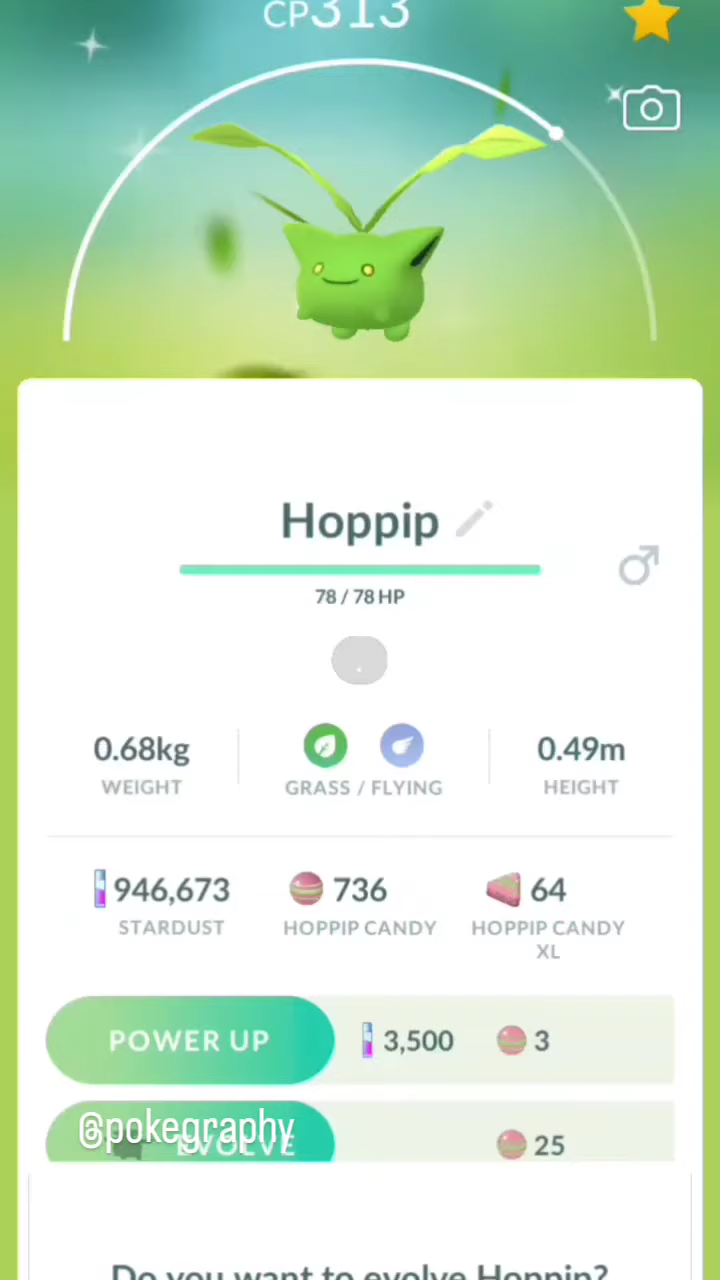 CP313
Hoppip
78 / 78 HP
0.68kg
WEIGHT
GRASS / FLYING
0.49m
HEIGHT
946,673
STARDUST
736
HOPPIP CANDY
64
HOPPIP CANDY
XL
POWER UP
3,500
3
@pokegraphy
EVOLVE
25
Do you want to evolve Hoppip?